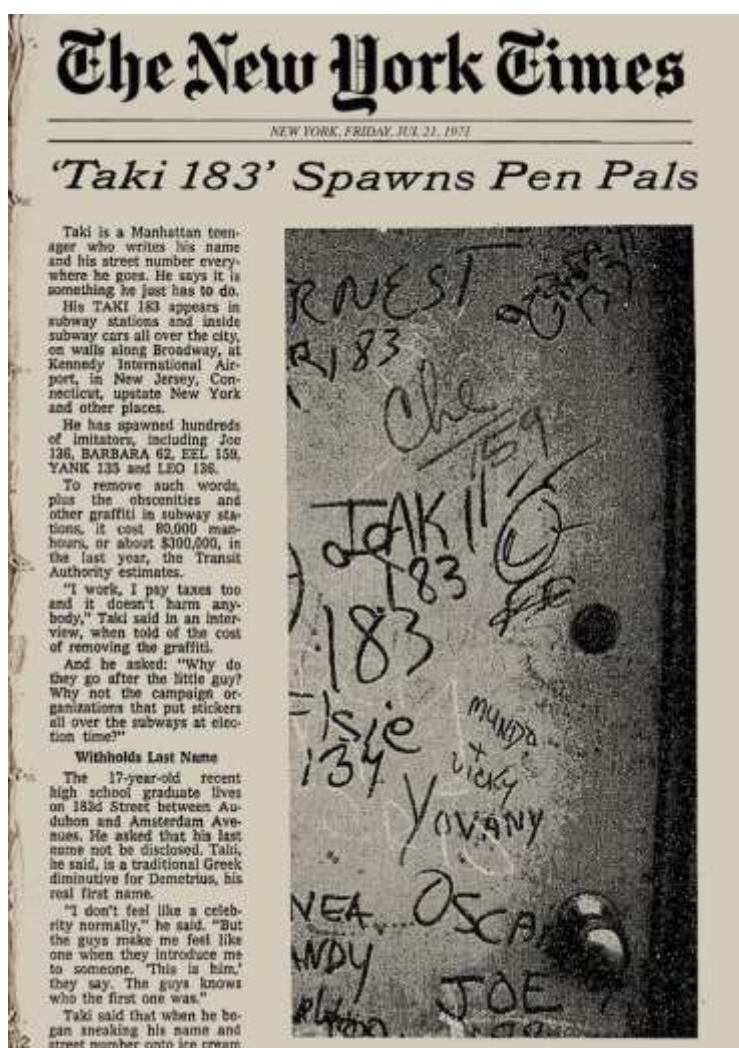 The New York Times
NEW YORK, FRIDAY, JUL 21, 1971
‘Taki 183’ Spawns Pen Pals
Taki is a Manhattan teen-
ager who writes his name
and his street number every-
where he goes. He says it is
something he just has to do.
His TAKI 183 appears in
subway stations and inside
subway cars all over the city,
on walls along Broadway, at
Kennedy International Air-
port, in New Jersey, Con-
necticut, upstate New York
and other places.
He has spawned hundreds
of imitators, including Joe
136, BARBARA 62, EEL 159,
YANK 135 and LEO 136.
To remove such words,
plus the obscenities and
other graffiti in subway sta-
tions, it cost 80,000 man-
hours, or about $300,000, in
the last year, the Transit
Authority estimates.
"I work, I pay taxes too
and it doesn't harm any-
body," Taki said in an inter-
view, when told of the cost
of removing the graffiti.
And he asked: "Why do
they go after the little guy?
Why not the campaign or-
ganizations that put stickers
all over the subways at elec-
tion time?"
Withholds Last Name
The 17-year-old recent
high school graduate lives
on 183d Street between Au-
dubon and Amsterdam Ave-
nues. He asked that his last
name not be disclosed. Taki,
he said, is a traditional Greek
diminutive for Demetrius, his
real first name.
"I don't feel like a celeb-
rity normally," he said. "But
the guys make me feel like
one when they introduce me
to someone. 'This is him,'
they say. The guys knows
who the first one was."
Taki said that when he be-
gan sneaking his name and
street number onto ice cream
RNEST
R183
Che
159
183
183
Elsie
134
MUNDO
+
Vicky
YOVANY
NEA
OSCAR
NDY
JOE